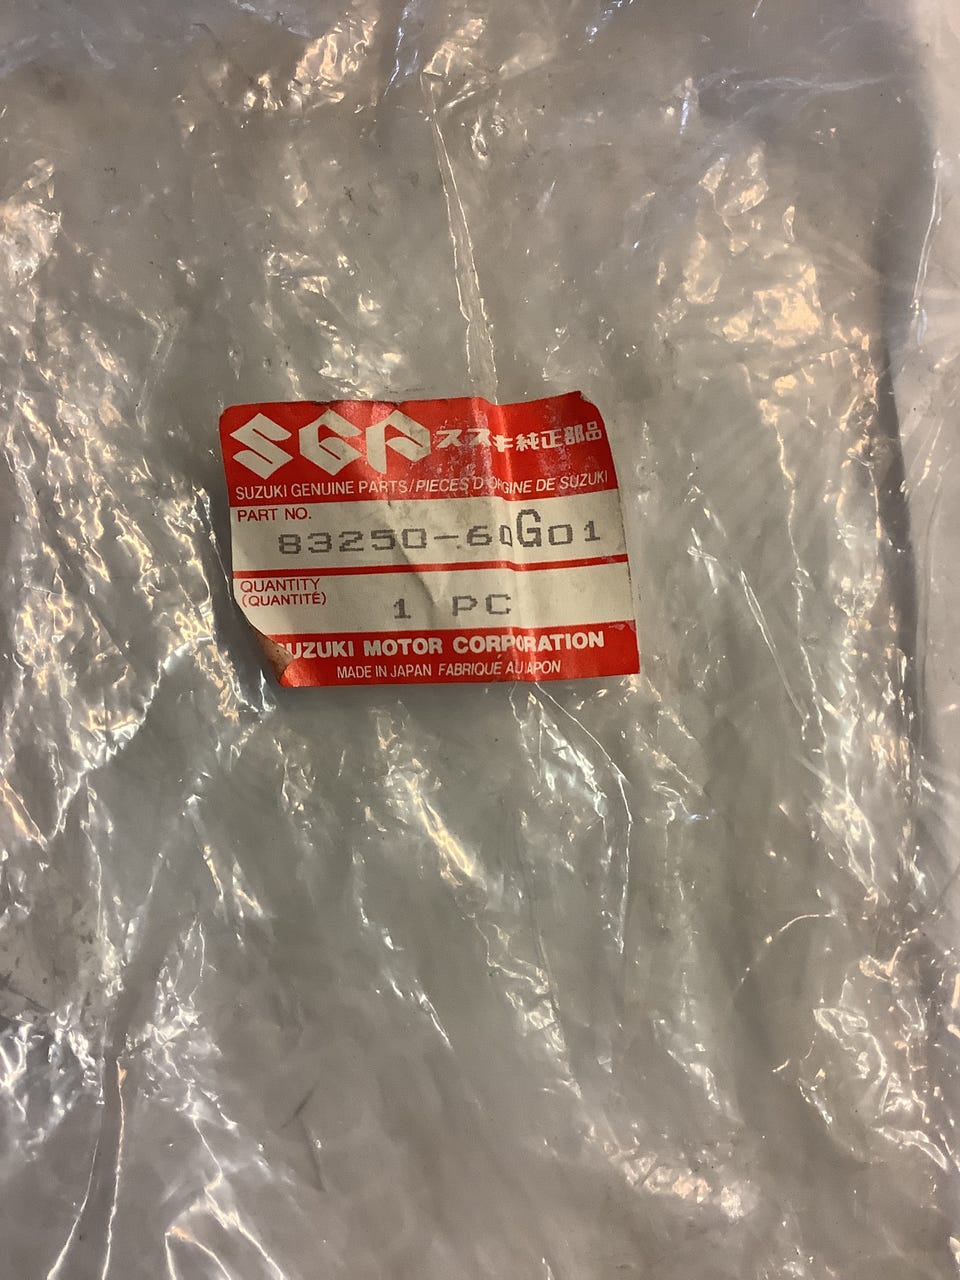 SGP スズキ純正部品
SUZUKI GENUINE PARTS/PIECES D'ORIGINE DE SUZUKI
PART NO.
83250-60G01
QUANTITY
(QUANTITÉ)
1 PC
SUZUKI MOTOR CORPORATION
MADE IN JAPAN FABRIQUÉ AU JAPON